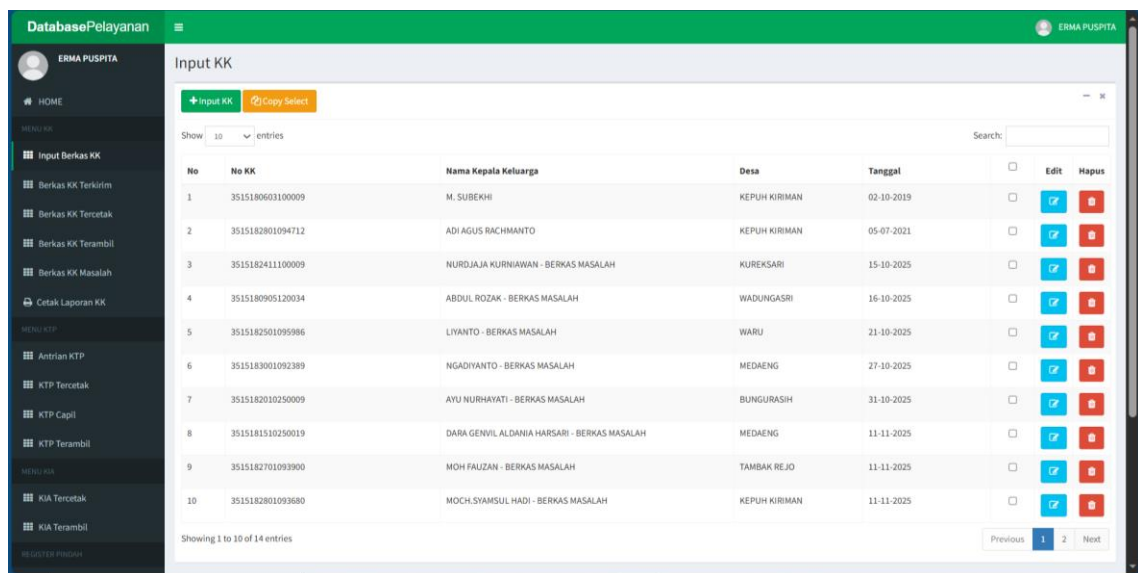 DatabasePelayanan
ERMA PUSPITA
ERMA PUSPITA
HOME
MENU KK
Input Berkas KK
Berkas KK Terkirim
Berkas KK Tercetak
Berkas KK Terambil
Berkas KK Masalah
Cetak Laporan KK
MENU KTP
Antrian KTP
KTP Tercetak
KTP Capil
KTP Terambil
MENU KIA
KIA Tercetak
KIA Terambil
REGISTER PINDAH
Input KK
+Input KK Copy Select
Show 10 entries Search:
No No KK Nama Kepala Keluarga Desa Tanggal Edit Hapus
1 3515180603100009 M. SUBEKHI KEPUH KIRIMAN 02-10-2019
2 3515182801094712 ADI AGUS RACHMANTO KEPUH KIRIMAN 05-07-2021
3 3515182411100009 NURDJAJA KURNIAWAN - BERKAS MASALAH KUREKSARI 15-10-2025
4 3515180905120034 ABDUL ROZAK - BERKAS MASALAH WADUNGASRI 16-10-2025
5 3515182501095986 LIYANTO - BERKAS MASALAH WARU 21-10-2025
6 3515183001092389 NGADIYANTO - BERKAS MASALAH MEDAENG 27-10-2025
7 3515182010250009 AYU NURHAYATI - BERKAS MASALAH BUNGURASIH 31-10-2025
8 3515181510250019 DARA GENVIL ALDANIA HARSARI - BERKAS MASALAH MEDAENG 11-11-2025
9 3515182701093900 MOH FAUZAN - BERKAS MASALAH TAMBAK REJO 11-11-2025
10 3515182801093680 MOCH.SYAMSUL HADI - BERKAS MASALAH KEPUH KIRIMAN 11-11-2025
Showing 1 to 10 of 14 entries Previous 1 2 Next